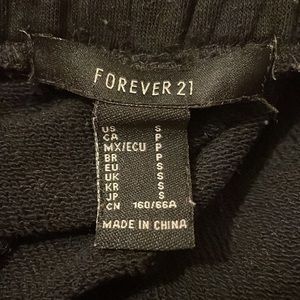 FOREVER 21
US S
CA P
MX/ECU P
BR P
EU S
UK S
KR S
JP S
CN 160/66A
MADE IN CHINA